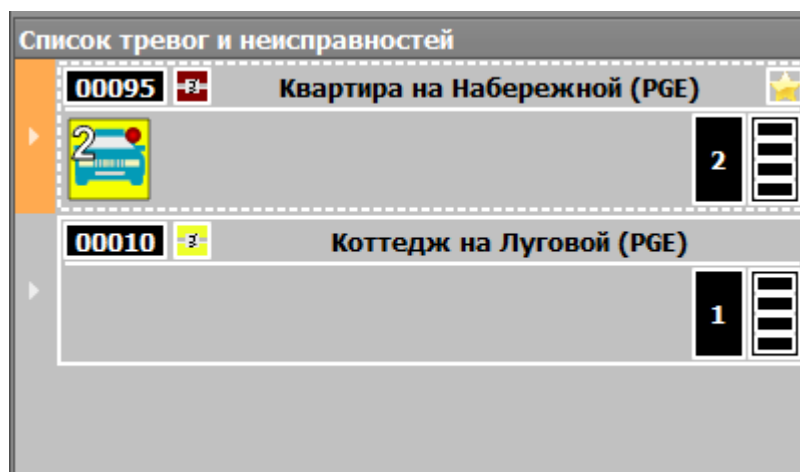 Список тревог и неисправностей
00095 Квартира на Набережной (PGE)
2 2
00010 Коттедж на Луговой (PGE)
1